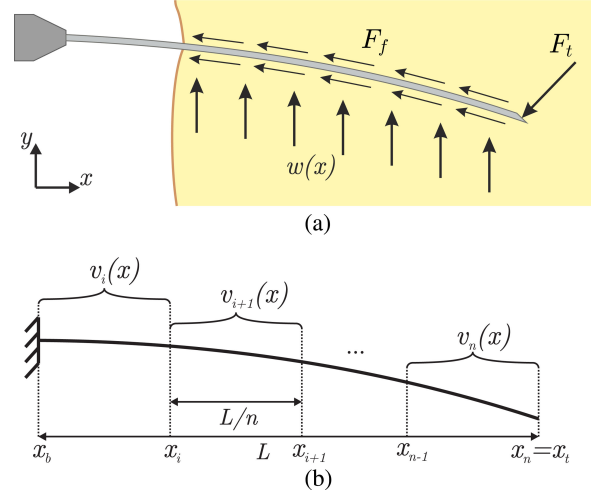 F_f
F_t
y
x
w(x)
(a)
v_i(x)
v_{i+1}(x)
v_n(x)
...
L/n
x_b
x_i
L
x_{i+1}
x_{n-1}
x_n=x_t
(b)